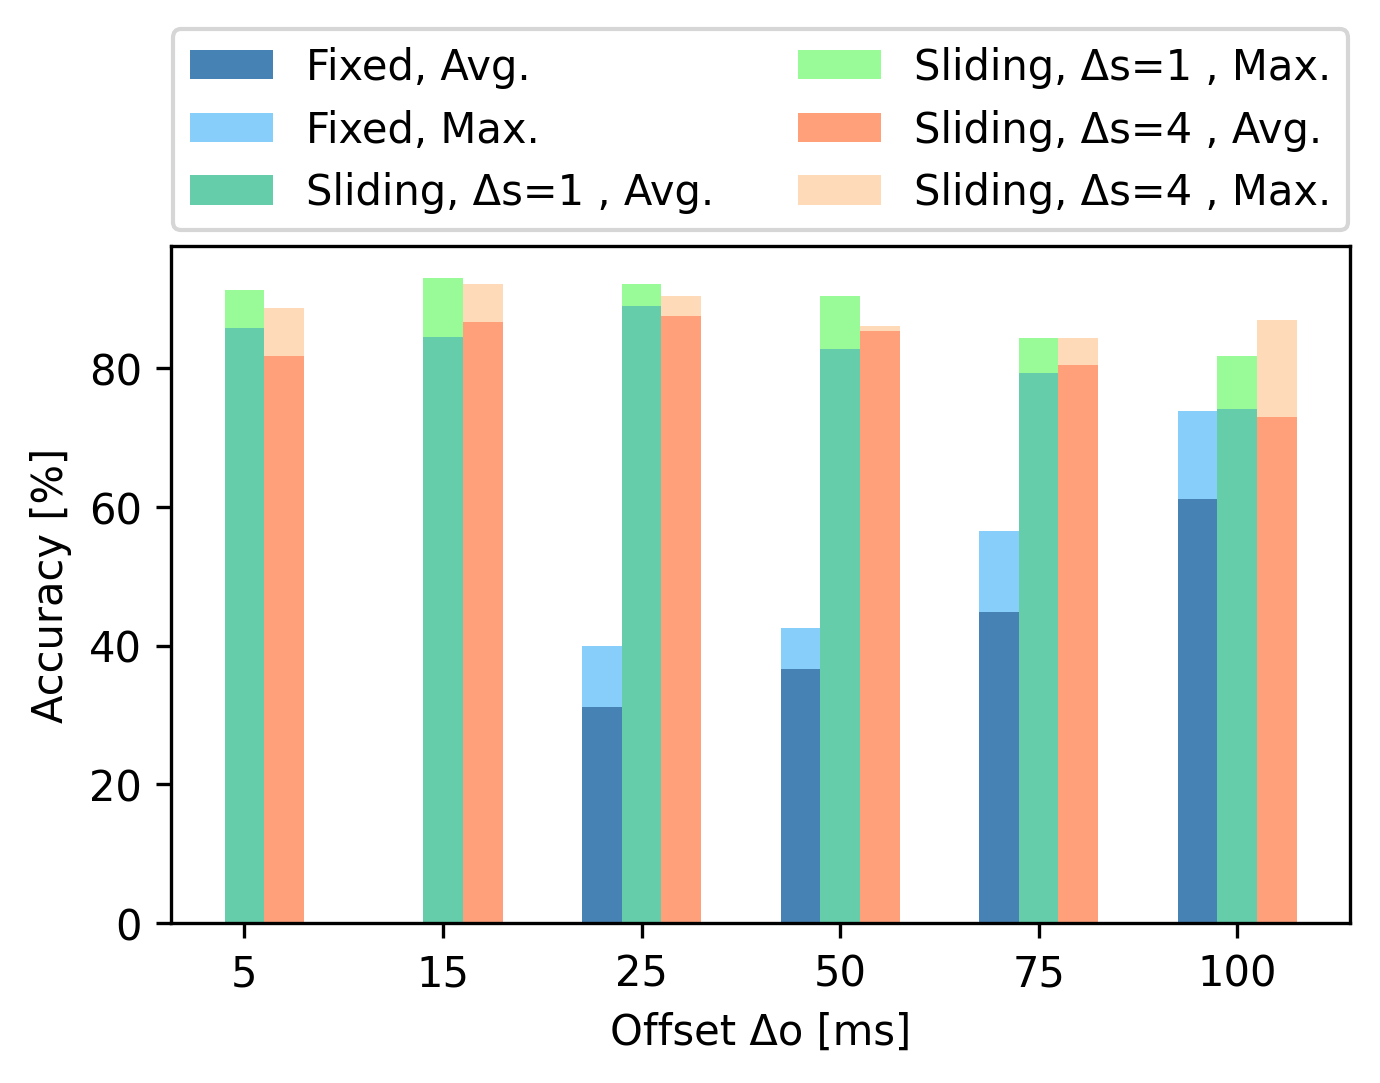 Fixed, Avg.
Fixed, Max.
Sliding, Δs=1 , Avg.
Sliding, Δs=1 , Max.
Sliding, Δs=4 , Avg.
Sliding, Δs=4 , Max.
Accuracy [%]
80
60
40
20
0
5 15 25 50 75 100
Offset Δo [ms]